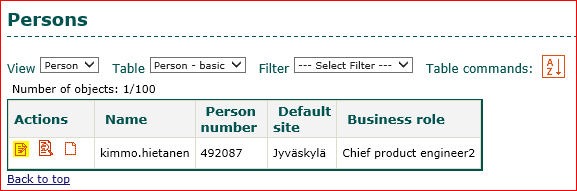 Persons
View Person Table Person - basic Filter --- Select Filter --- Table commands: A Z
Number of objects: 1/100
Actions Name Person number Default site Business role
kimmo.hietanen 492087 Jyväskylä Chief product engineer2
Back to top